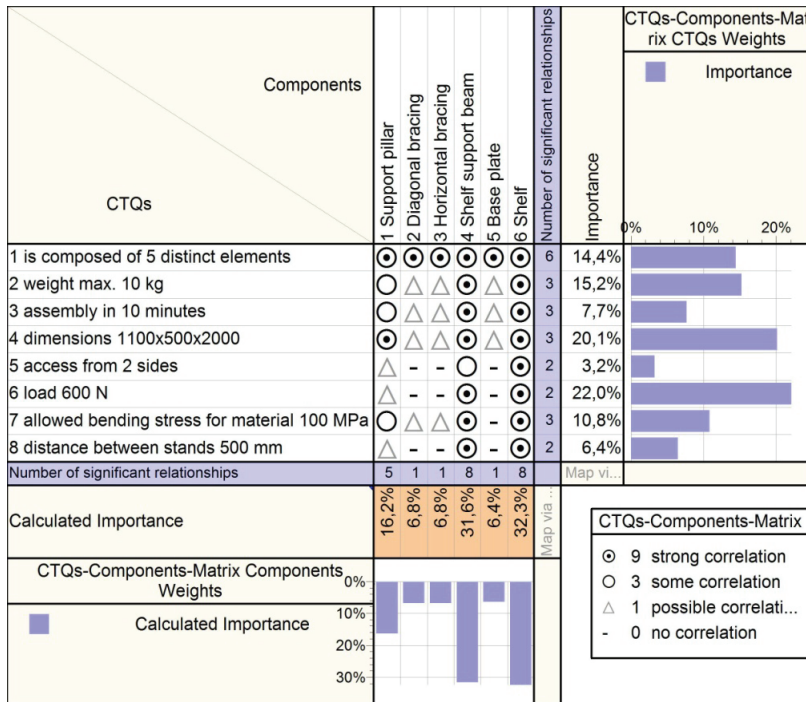 CTQs-Components-Mat
rix CTQs Weights
Importance
Components
CTQs
1 Support pillar
2 Diagonal bracing
3 Horizontal bracing
4 Shelf support beam
5 Base plate
6 Shelf
Number of significant relationships
Importance
0% 10% 20%
1 is composed of 5 distinct elements 6 14,4%
2 weight max. 10 kg 3 15,2%
3 assembly in 10 minutes 3 7,7%
4 dimensions 1100x500x2000 3 20,1%
5 access from 2 sides - - - 2 3,2%
6 load 600 N - - - 2 22,0%
7 allowed bending stress for material 100 MPa - 3 10,8%
8 distance between stands 500 mm - - - 2 6,4%
Number of significant relationships 5 1 1 8 1 8 Map vi...
Calculated Importance 16,2% 6,8% 6,8% 31,6% 6,4% 32,3% Map via ...
CTQs-Components-Matrix Components
Weights
Calculated Importance
0%
10%
20%
30%
CTQs-Components-Matrix
9 strong correlation
3 some correlation
1 possible correlati...
- 0 no correlation